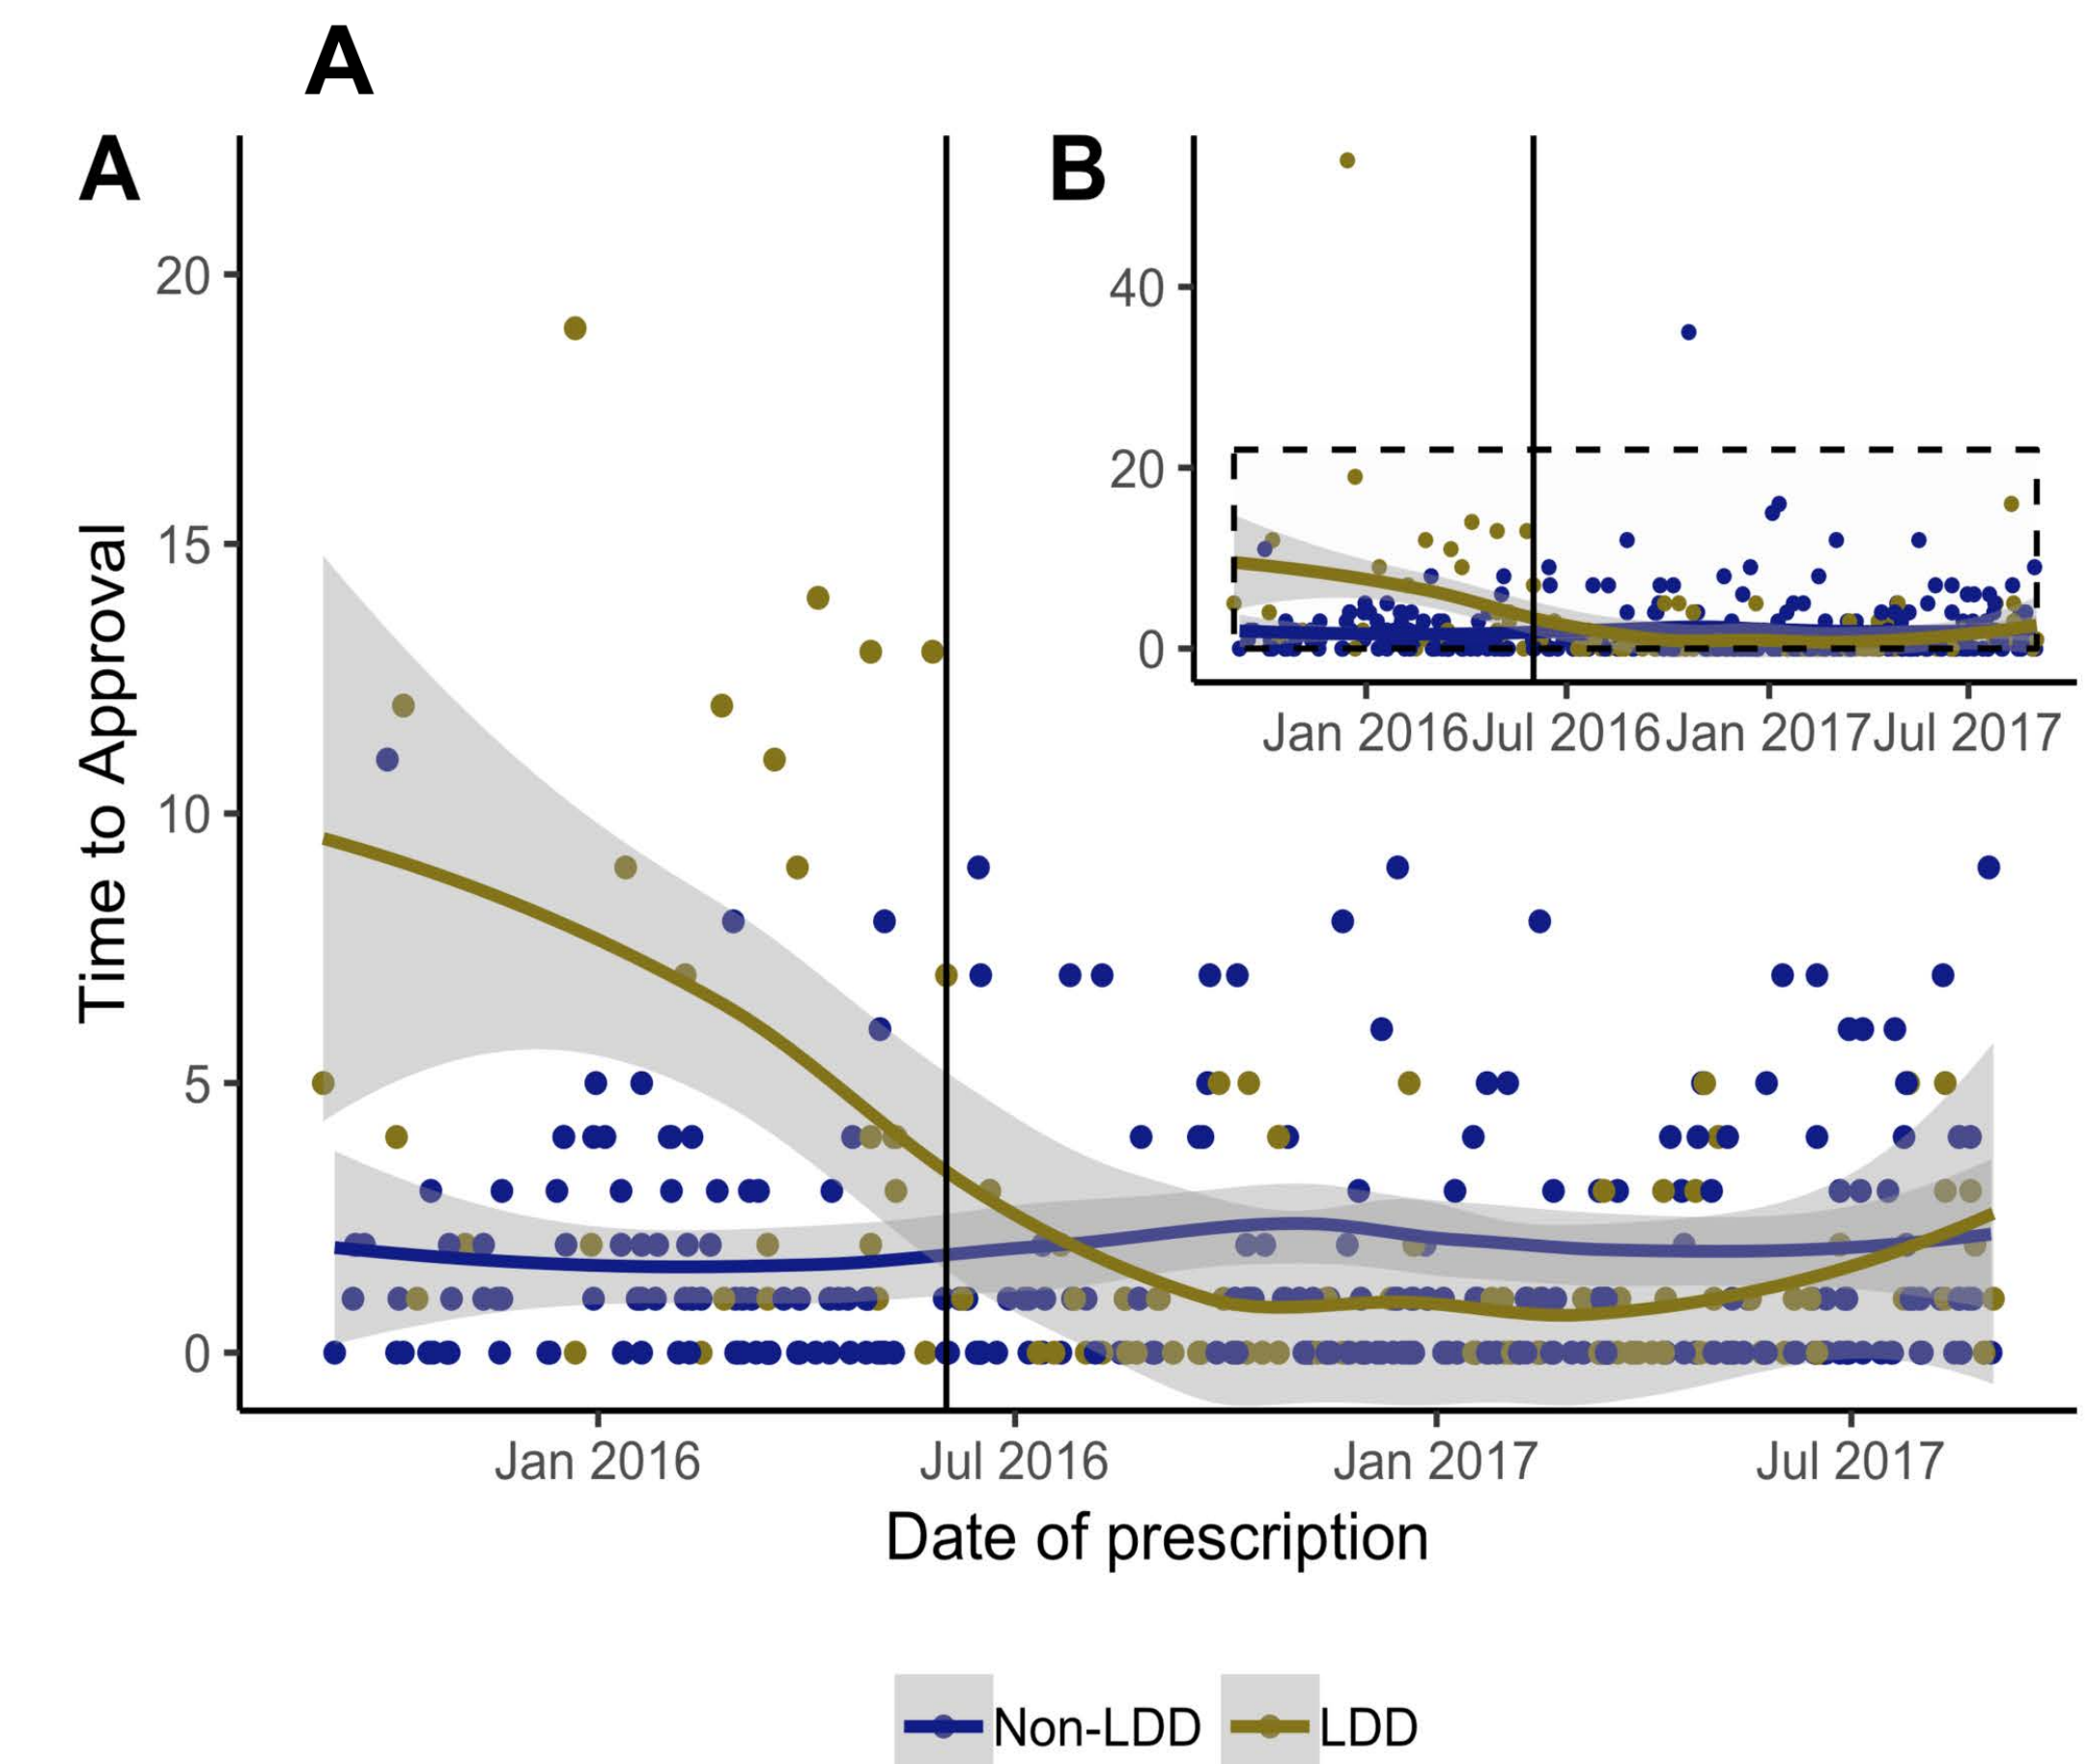 A
A
B
20
15
10
5
0
Time to Approval
40
20
0
Jan 2016 Jul 2016 Jan 2017 Jul 2017
Jan 2016 Jul 2016 Jan 2017 Jul 2017
Date of prescription
Non-LDD LDD